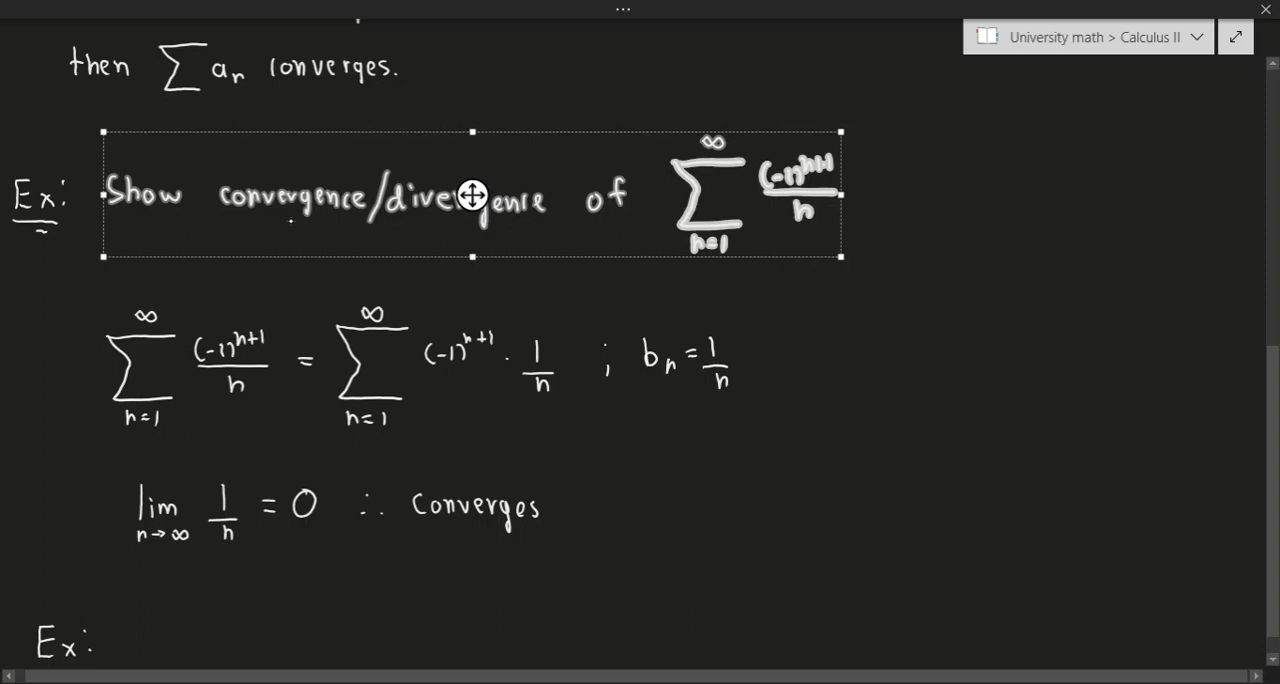 University math > Calculus II
then ∑ aₙ converges.
Ex: Show convergence/divergence of ∑_{n=1}^{∞} (-1)^{n+1}/n
∑_{n=1}^{∞} (-1)^{n+1}/n = ∑_{n=1}^{∞} (-1)^{n+1} · 1/n ; bₙ = 1/n
lim_{n→∞} 1/n = 0 ∴ Converges
Ex: